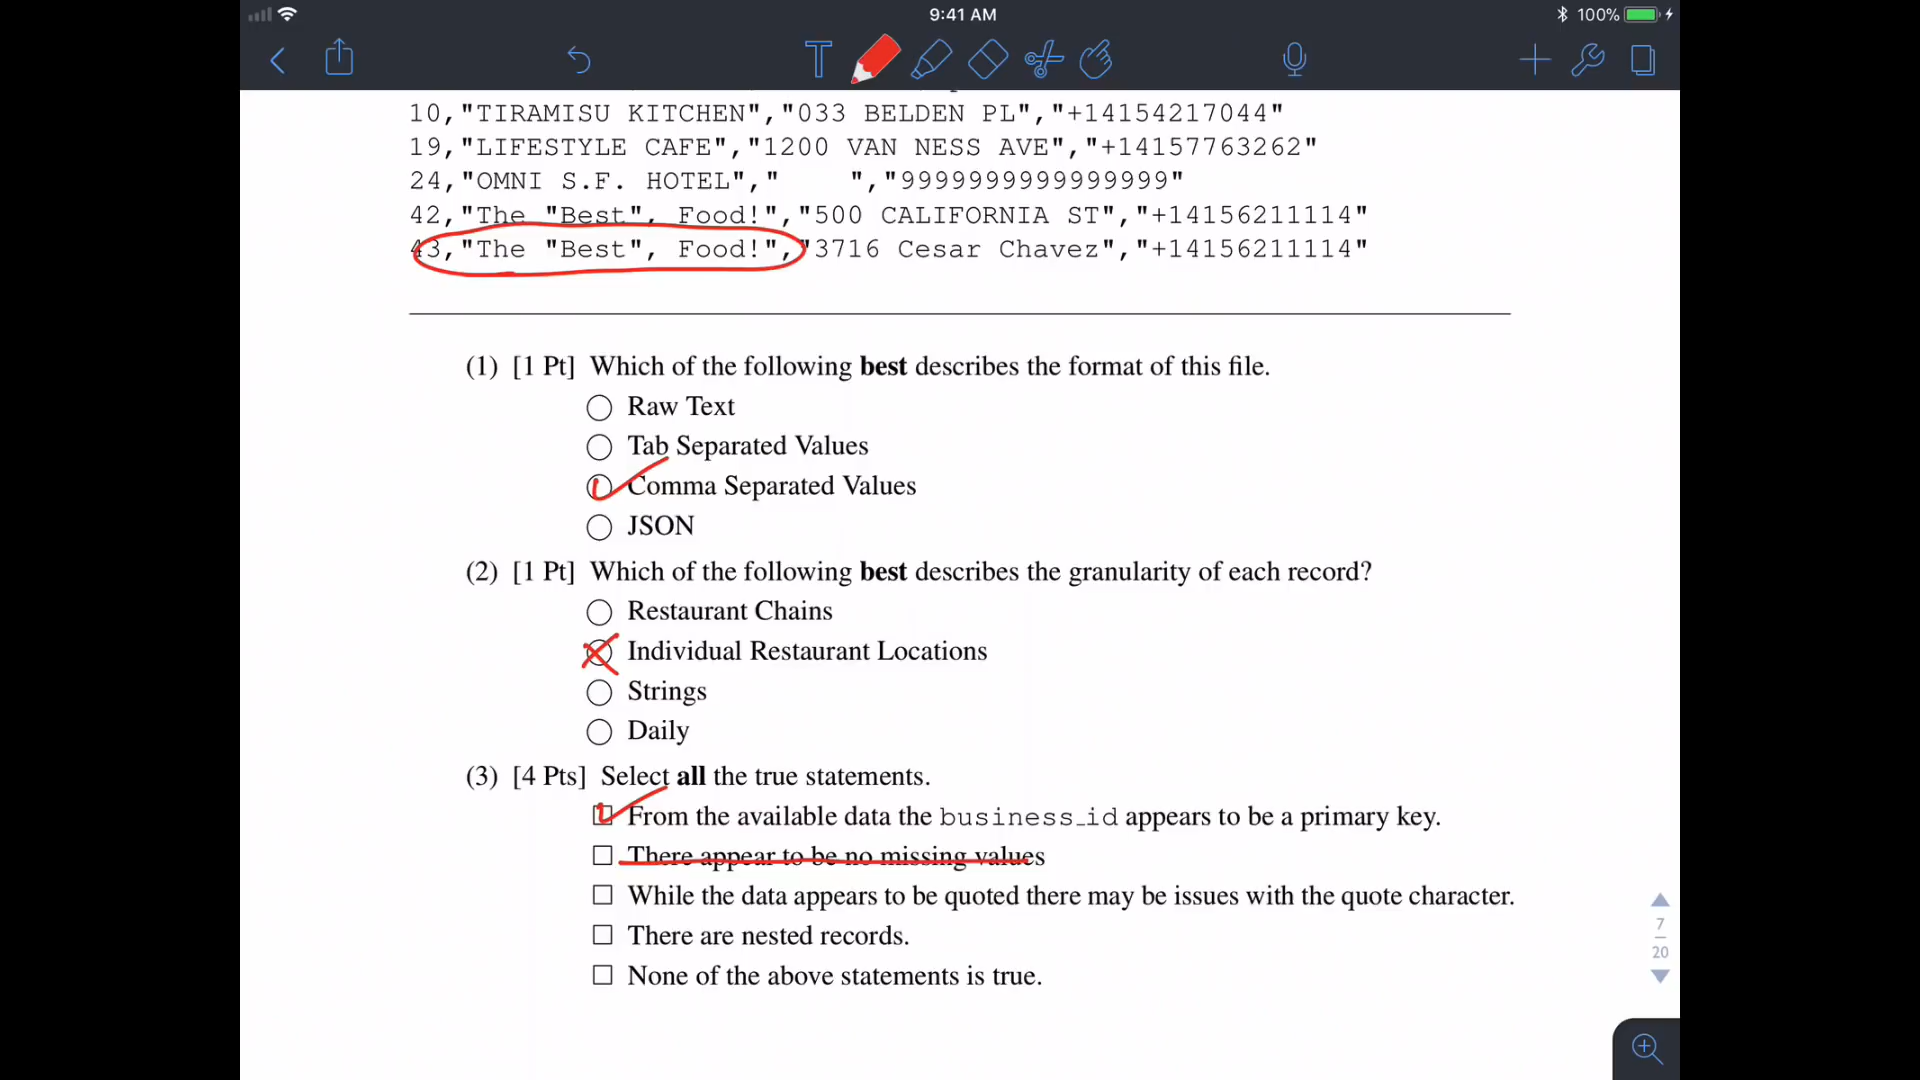 9:41 AM
100%
T
10,"TIRAMISU KITCHEN","033 BELDEN PL","+14154217044"
19,"LIFESTYLE CAFE","1200 VAN NESS AVE","+14157763262"
24,"OMNI S.F. HOTEL","    ","9999999999999999"
42,"The "Best", Food!","500 CALIFORNIA ST","+14156211114"
43,"The "Best", Food!","3716 Cesar Chavez","+14156211114"
(1) [1 Pt] Which of the following best describes the format of this file.
Raw Text
Tab Separated Values
Comma Separated Values
JSON
(2) [1 Pt] Which of the following best describes the granularity of each record?
Restaurant Chains
Individual Restaurant Locations
Strings
Daily
(3) [4 Pts] Select all the true statements.
From the available data the business_id appears to be a primary key.
There appear to be no missing values
While the data appears to be quoted there may be issues with the quote character.
There are nested records.
None of the above statements is true.
7
20